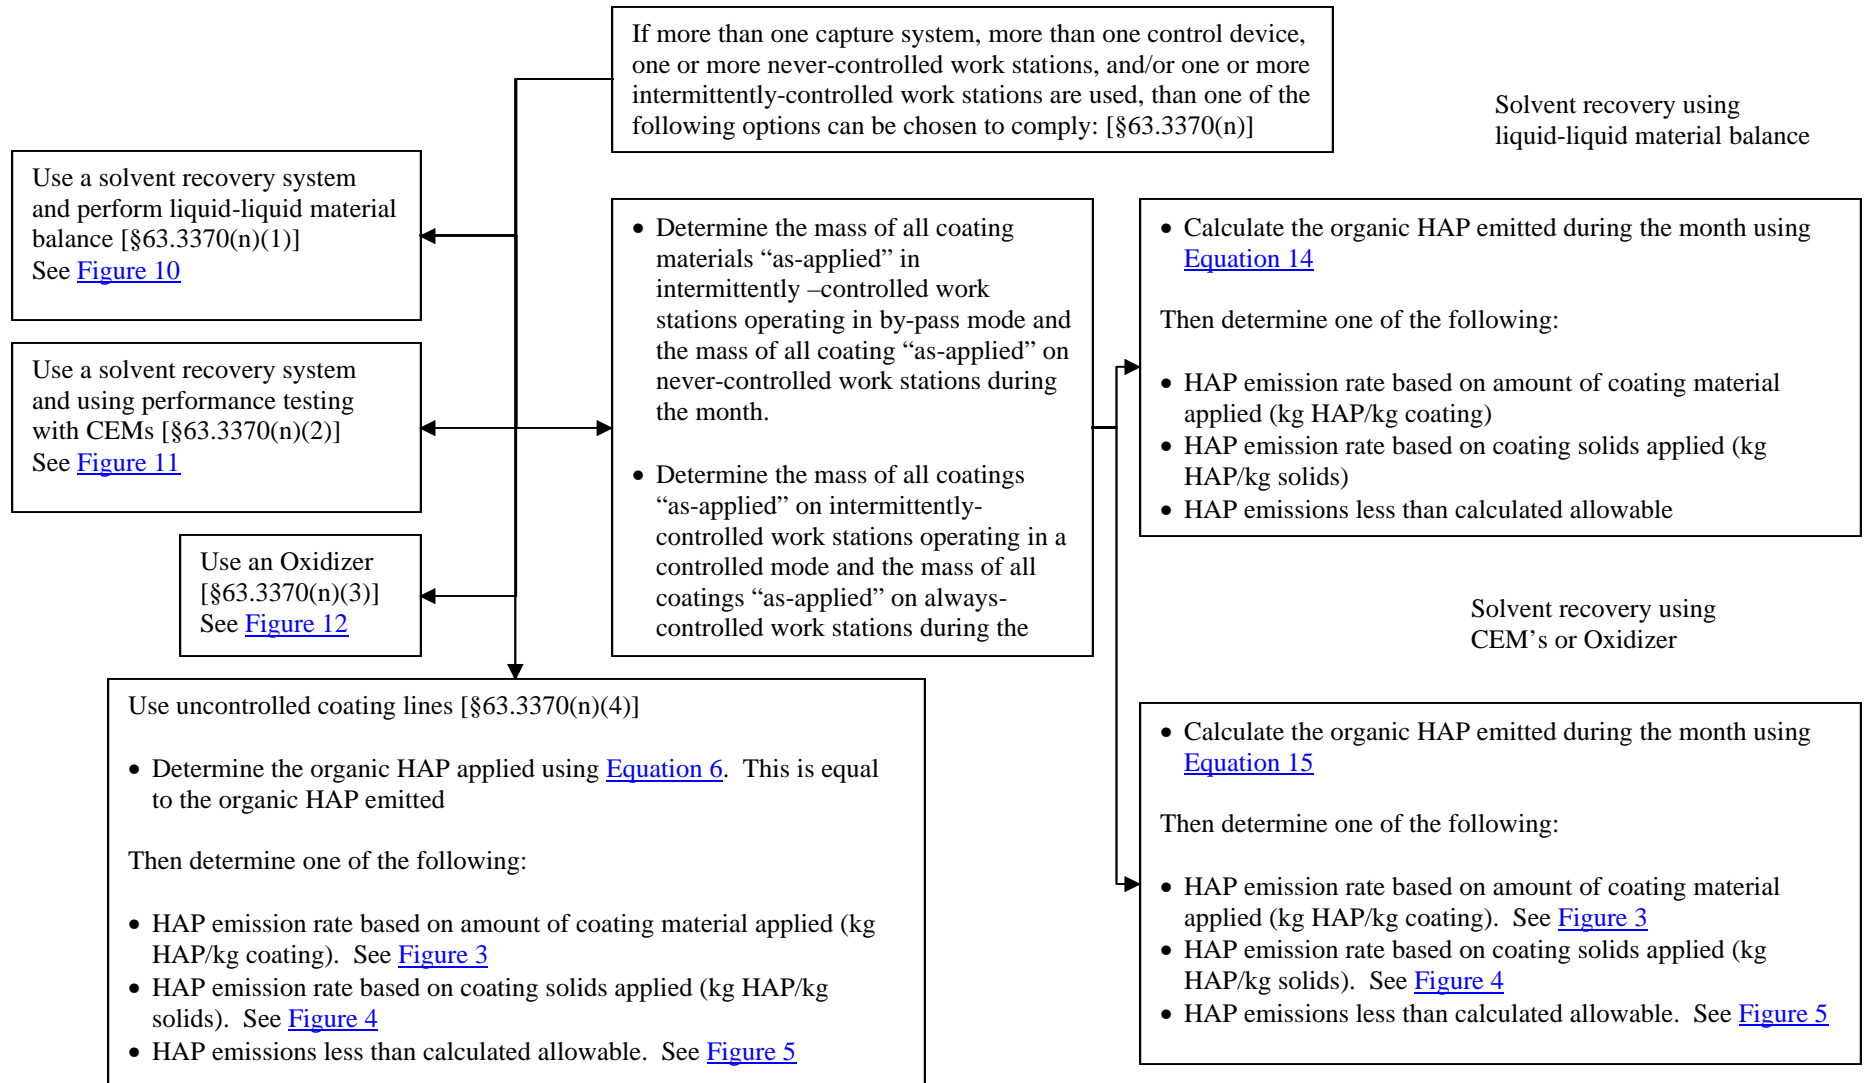 If more than one capture system, more than one control device,
one or more never-controlled work stations, and/or one or more
intermittently-controlled work stations are used, than one of the
following options can be chosen to comply: [§63.3370(n)]
Solvent recovery using
liquid-liquid material balance
Use a solvent recovery system
and perform liquid-liquid material
balance [§63.3370(n)(1)]
See Figure 10
Use a solvent recovery system
and using performance testing
with CEMs [§63.3370(n)(2)]
See Figure 11
Use an Oxidizer
[§63.3370(n)(3)]
See Figure 12
• Determine the mass of all coating
materials “as-applied” in
intermittently –controlled work
stations operating in by-pass mode and
the mass of all coating “as-applied” on
never-controlled work stations during
the month.
• Determine the mass of all coatings
“as-applied” on intermittently-
controlled work stations operating in a
controlled mode and the mass of all
coatings “as-applied” on always-
controlled work stations during the
• Calculate the organic HAP emitted during the month using
Equation 14
Then determine one of the following:
• HAP emission rate based on amount of coating material
applied (kg HAP/kg coating)
• HAP emission rate based on coating solids applied (kg
HAP/kg solids)
• HAP emissions less than calculated allowable
Solvent recovery using
CEM’s or Oxidizer
Use uncontrolled coating lines [§63.3370(n)(4)]
• Determine the organic HAP applied using Equation 6. This is equal
to the organic HAP emitted
Then determine one of the following:
• HAP emission rate based on amount of coating material applied (kg
HAP/kg coating). See Figure 3
• HAP emission rate based on coating solids applied (kg HAP/kg
solids). See Figure 4
• HAP emissions less than calculated allowable. See Figure 5
• Calculate the organic HAP emitted during the month using
Equation 15
Then determine one of the following:
• HAP emission rate based on amount of coating material
applied (kg HAP/kg coating). See Figure 3
• HAP emission rate based on coating solids applied (kg
HAP/kg solids). See Figure 4
• HAP emissions less than calculated allowable. See Figure 5